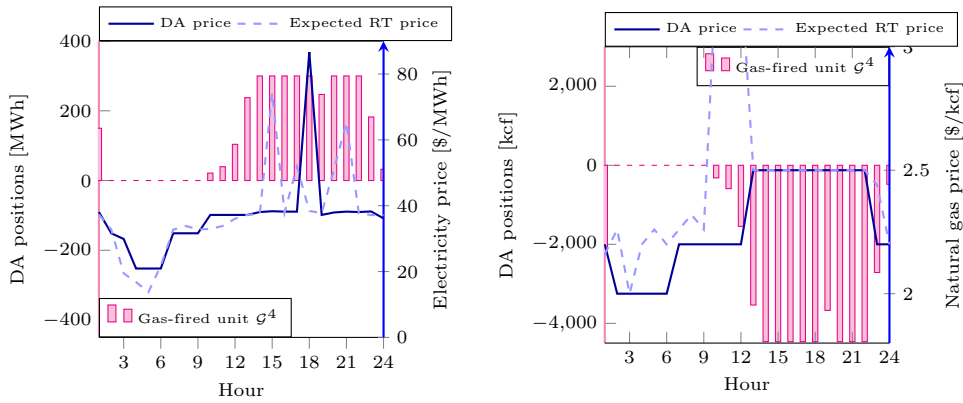 DA price Expected RT price
400
200
0
−200
−400
DA positions [MWh]
80
60
40
20
0
Electricity price [$/MWh]
Gas-fired unit 𝒢⁴
3 6 9 12 15 18 21 24
Hour
DA price Expected RT price
Gas-fired unit 𝒢⁴
2,000
0
−2,000
−4,000
DA positions [kcf]
3
2.5
2
Natural gas price [$/kcf]
3 6 9 12 15 18 21 24
Hour